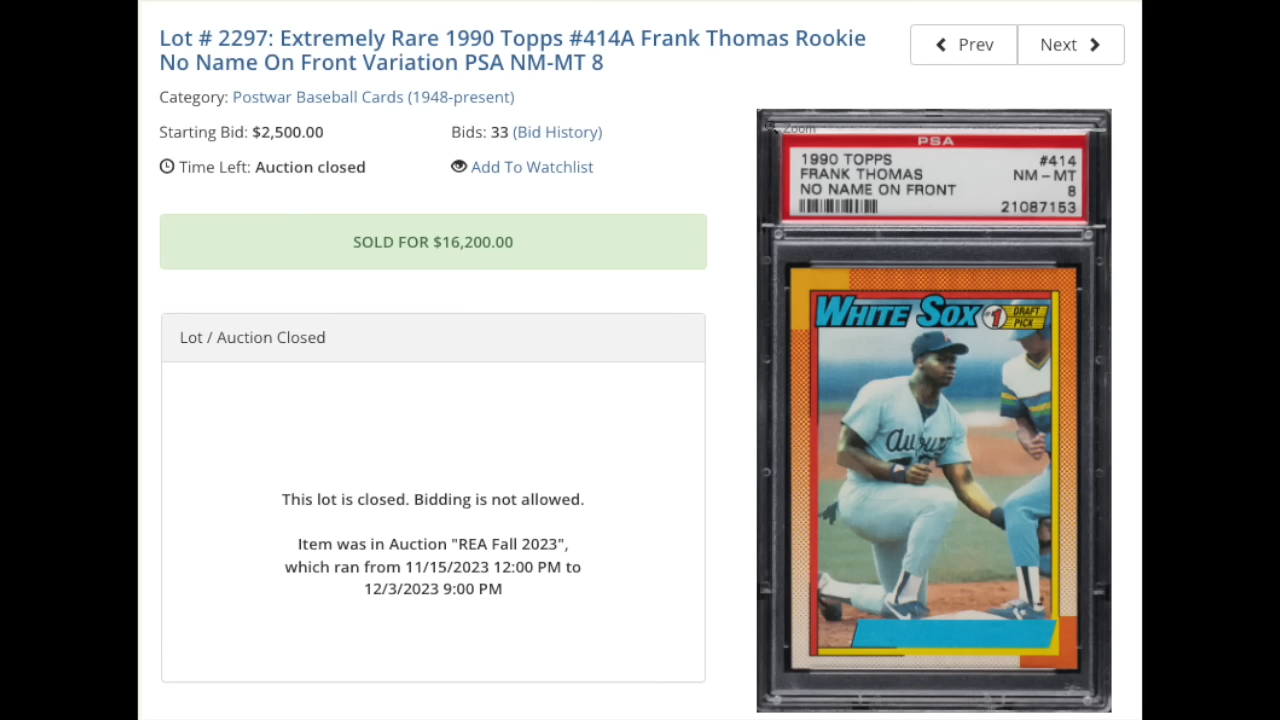 Lot # 2297: Extremely Rare 1990 Topps #414A Frank Thomas Rookie
No Name On Front Variation PSA NM-MT 8
Prev
Next
Category: Postwar Baseball Cards (1948-present)
Starting Bid: $2,500.00
Bids: 33 (Bid History)
Time Left: Auction closed
Add To Watchlist
SOLD FOR $16,200.00
Lot / Auction Closed
This lot is closed. Bidding is not allowed.
Item was in Auction "REA Fall 2023",
which ran from 11/15/2023 12:00 PM to
12/3/2023 9:00 PM
Zoom
PSA
1990 TOPPS #414
FRANK THOMAS NM – MT
NO NAME ON FRONT 8
21087153
WHITE SOX #1 DRAFT
PICK
Auburn